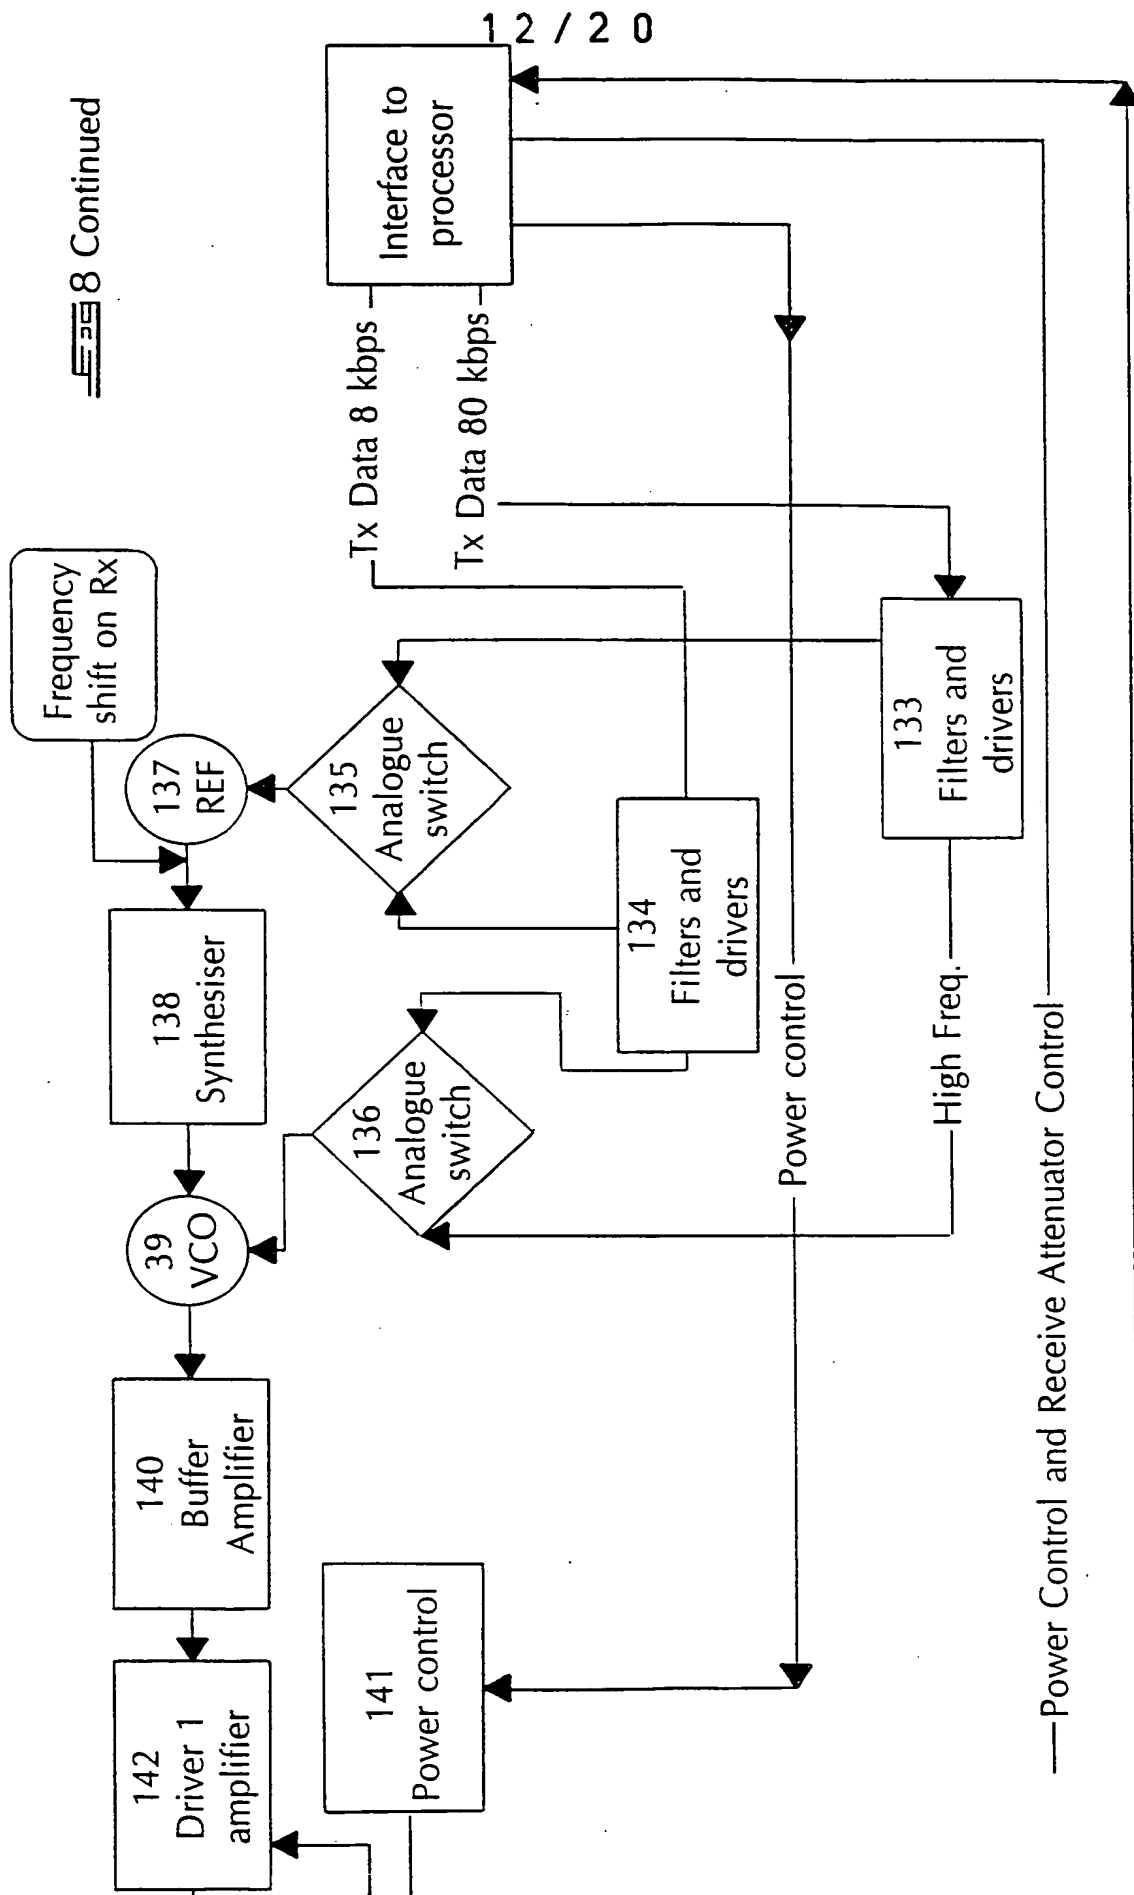 12/20
Fig 8 Continued
Interface to
processor
Tx Data 8 kbps
Tx Data 80 kbps
Frequency
shift on Rx
137
REF
135
Analogue
switch
138
Synthesiser
134
Filters and
drivers
133
Filters and
drivers
136
Analogue
switch
39
VCO
Power control
High Freq.
Power Control and Receive Attenuator Control
140
Buffer
Amplifier
141
Power control
142
Driver 1
amplifier